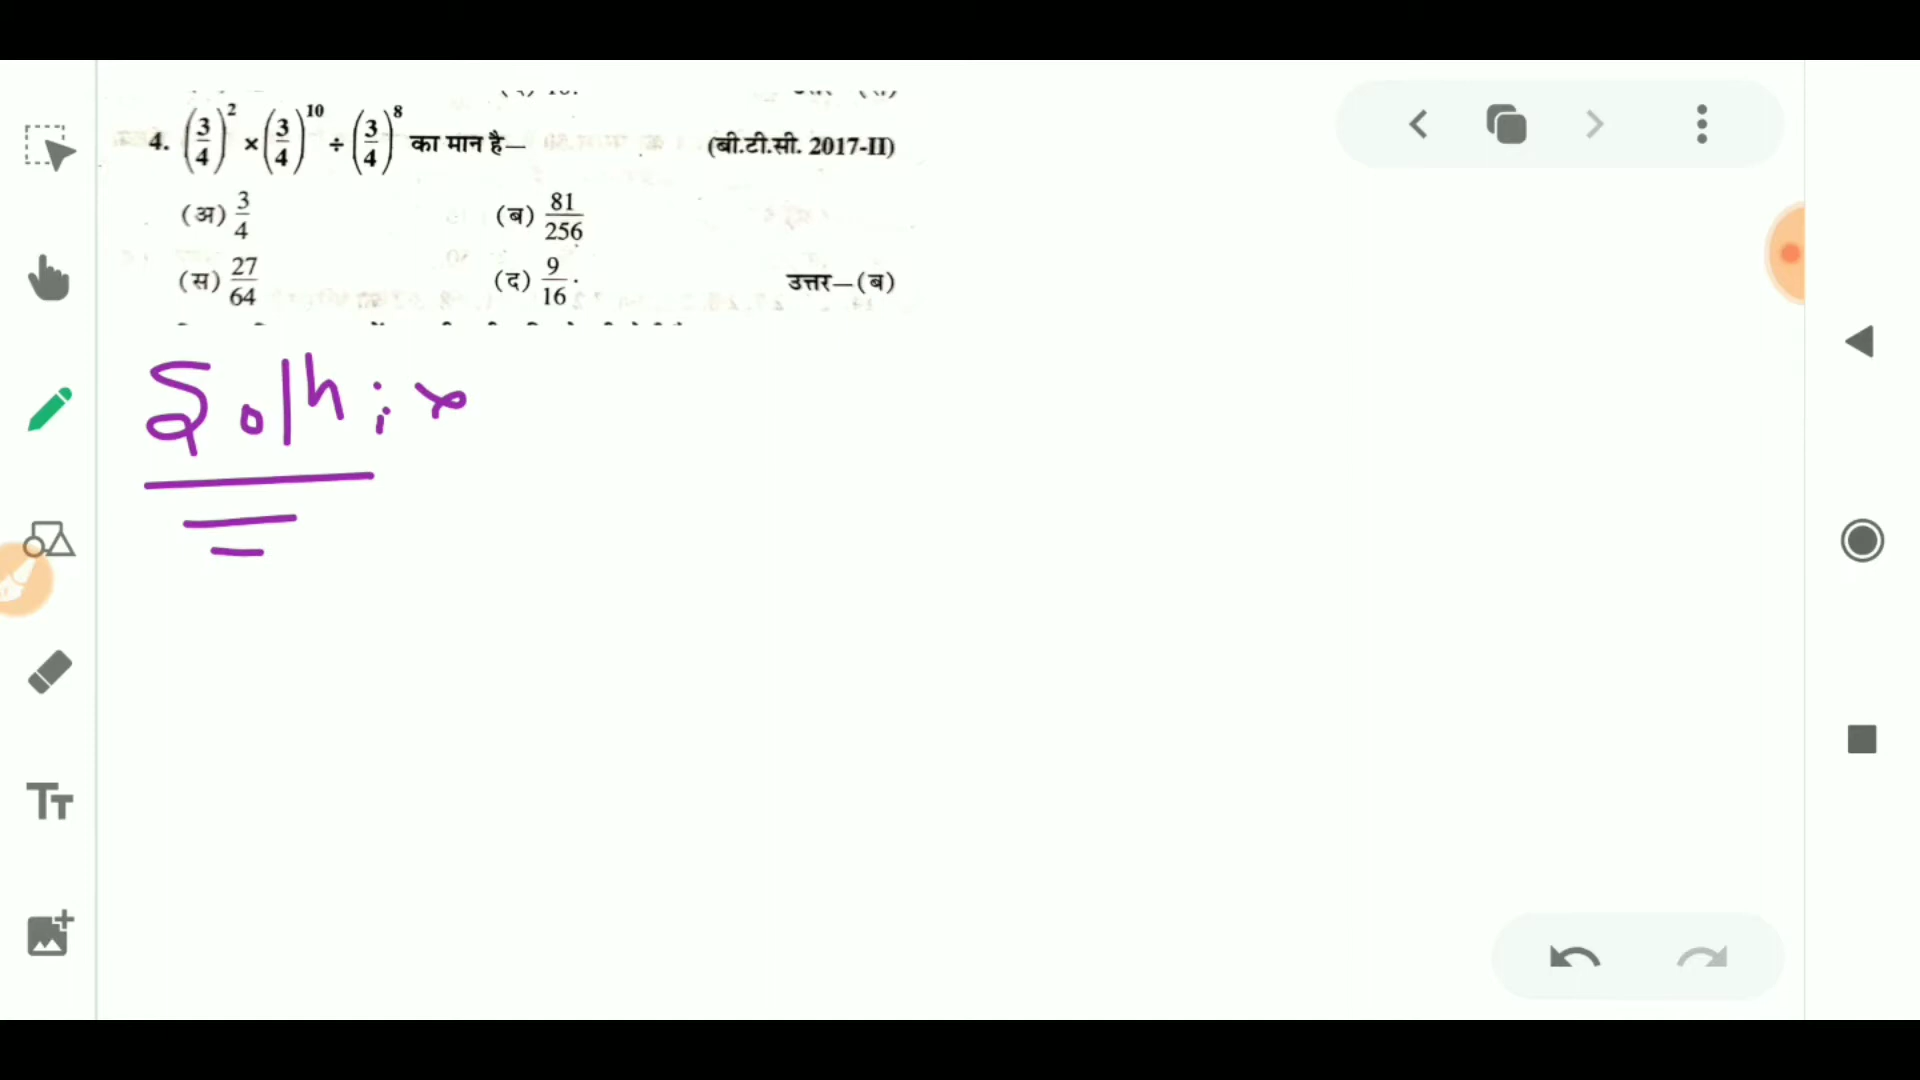 4. (3/4)² × (3/4)¹⁰ ÷ (3/4)⁸ का मान है— (बी.टी.सी. 2017-II)
(अ) 3/4 (ब) 81/256
(स) 27/64 (द) 9/16. उत्तर—(ब)
Soln :